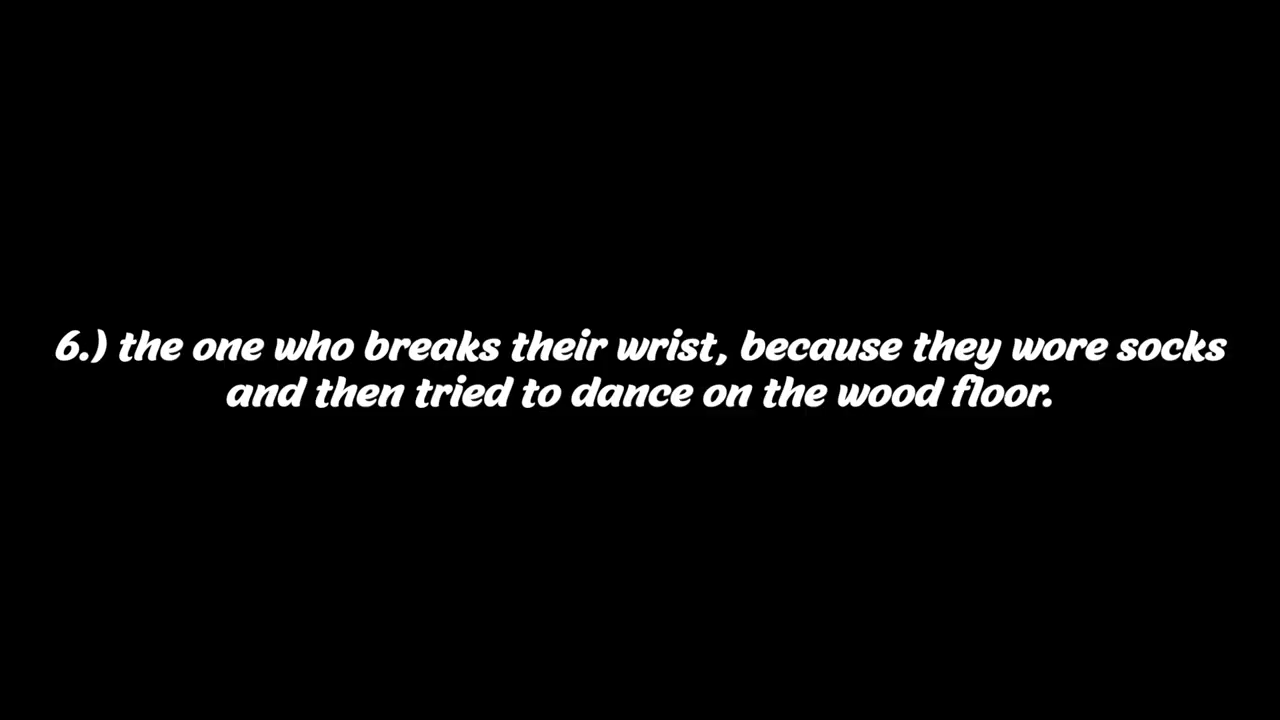 6.) the one who breaks their wrist, because they wore socks
and then tried to dance on the wood floor.